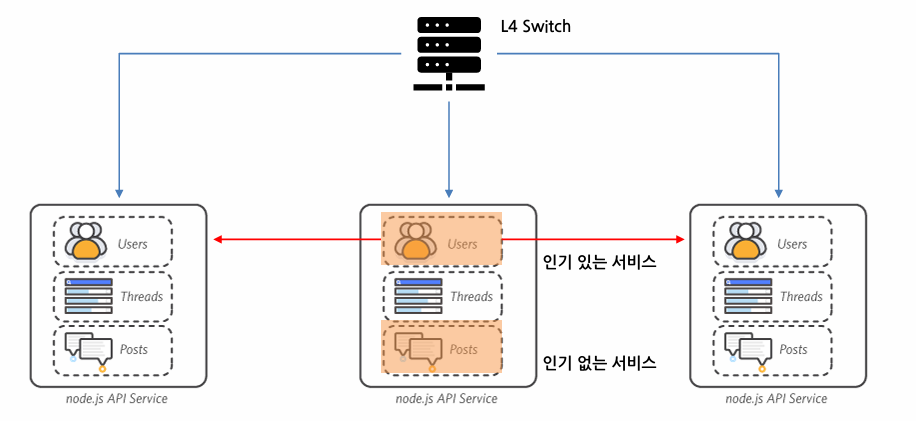 L4 Switch
Users
Threads
Posts
node.js API Service
Users
Threads
Posts
node.js API Service
인기 있는 서비스
인기 없는 서비스
Users
Threads
Posts
node.js API Service